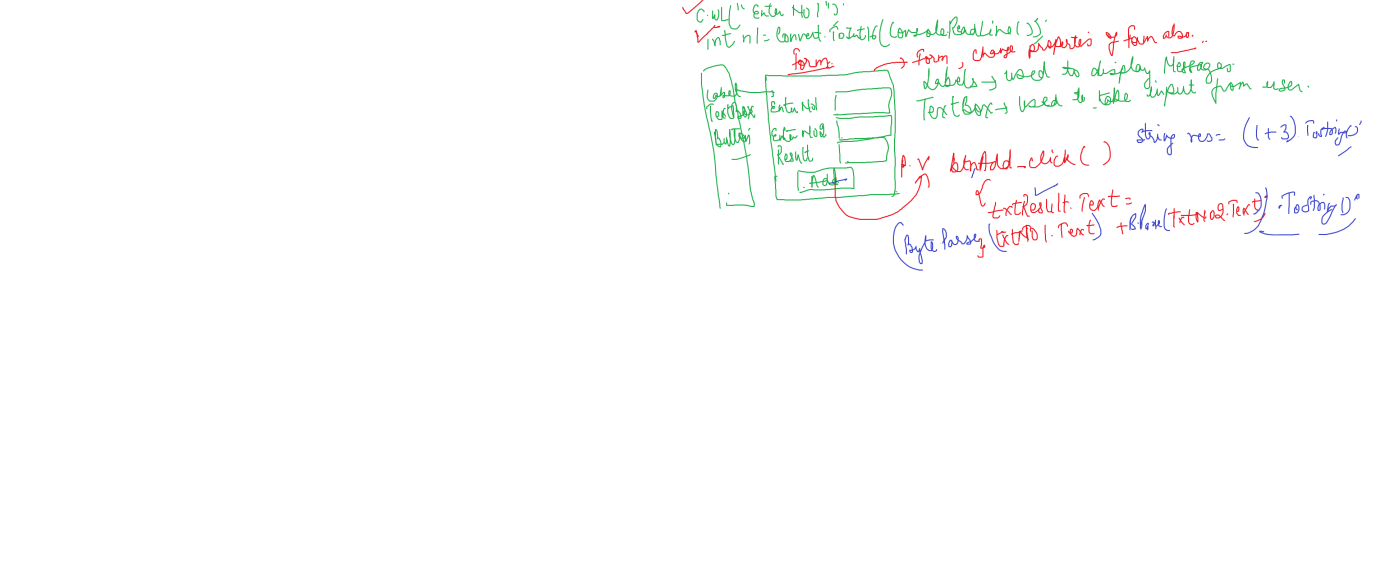 C.WL("Enter No1");
int n1 = Convert.ToInt16(Console.ReadLine());
Form
→ Form, change properties of form also..
Labels → used to display Messages.
TextBox → used to take input from user.
Label
TextBox
Button
Enter No1
Enter No2
Result
Add
string res = (1+3).ToString();
P. V btnAdd_click( )
{
txtResult.Text =
(Byte.Parse(txtNo1.Text) + B.Parse(txtNo2.Text)).ToString();
}